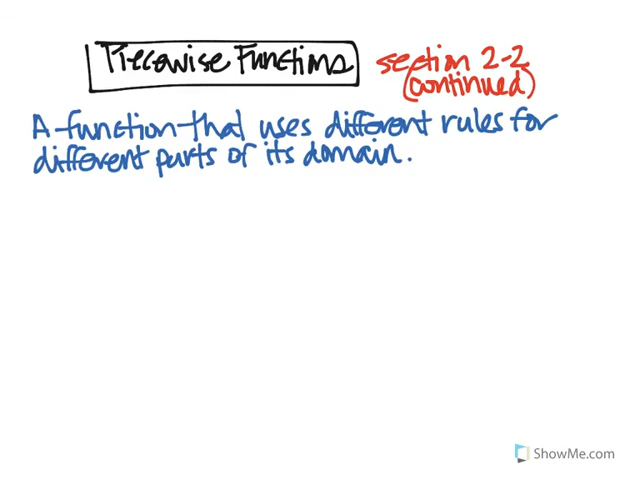 Piecewise Functions
section 2-2
(continued)
A function that uses different rules for
different parts of its domain.
ShowMe.com